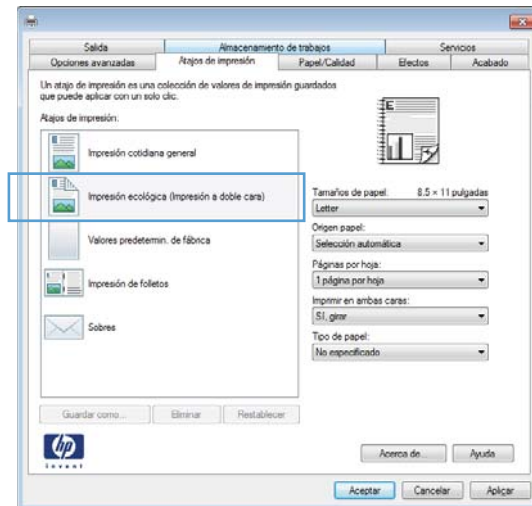 Salida Almacenamiento de trabajos Servicios
Opciones avanzadas Atajos de impresión Papel/Calidad Efectos Acabado
Un atajo de impresión es una colección de valores de impresión guardados
que puede aplicar con un solo clic.
Atajos de impresión:
Impresión cotidiana general
Impresión ecológica (Impresión a doble cara)
Valores predetermin. de fábrica
Impresión de folletos
Sobres
E
Tamaños de papel: 8.5 × 11 pulgadas
Letter
Origen papel:
Selección automática
Páginas por hoja:
1 página por hoja
Imprimir en ambas caras:
Sí, girar
Tipo de papel:
No especificado
Guardar como... Eliminar Restablecer
hp
invent
Acerca de... Ayuda
Aceptar Cancelar Aplicar